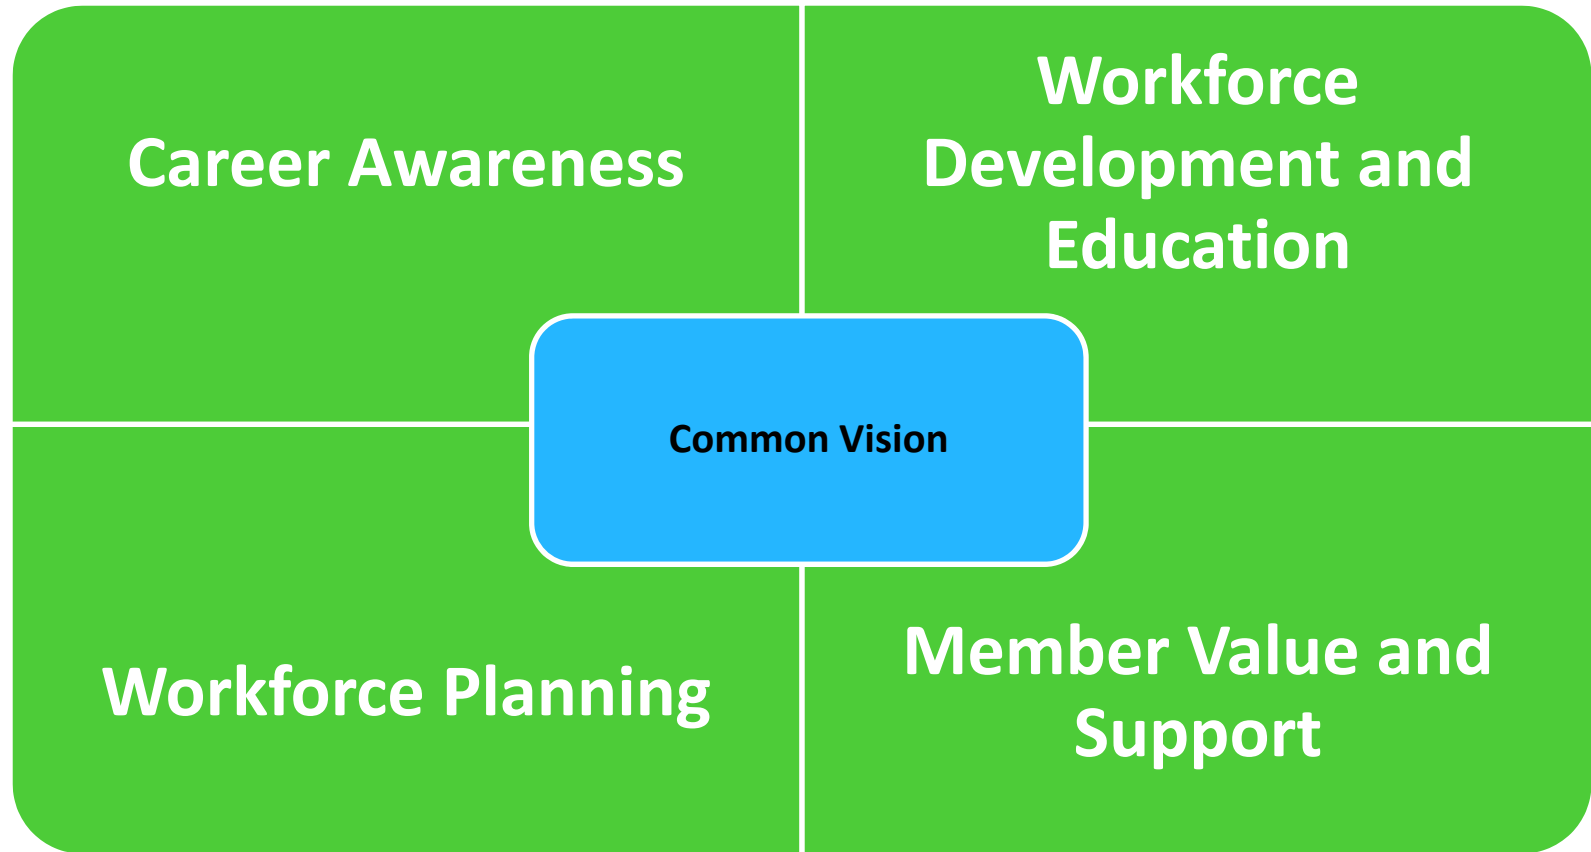 Career Awareness
Workforce
Development and
Education
Common Vision
Workforce Planning
Member Value and
Support